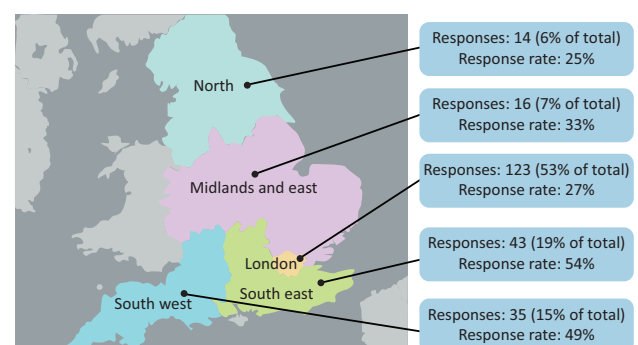 North
Midlands and east
London
South east
South west
Responses: 14 (6% of total)
Response rate: 25%
Responses: 16 (7% of total)
Response rate: 33%
Responses: 123 (53% of total)
Response rate: 27%
Responses: 43 (19% of total)
Response rate: 54%
Responses: 35 (15% of total)
Response rate: 49%